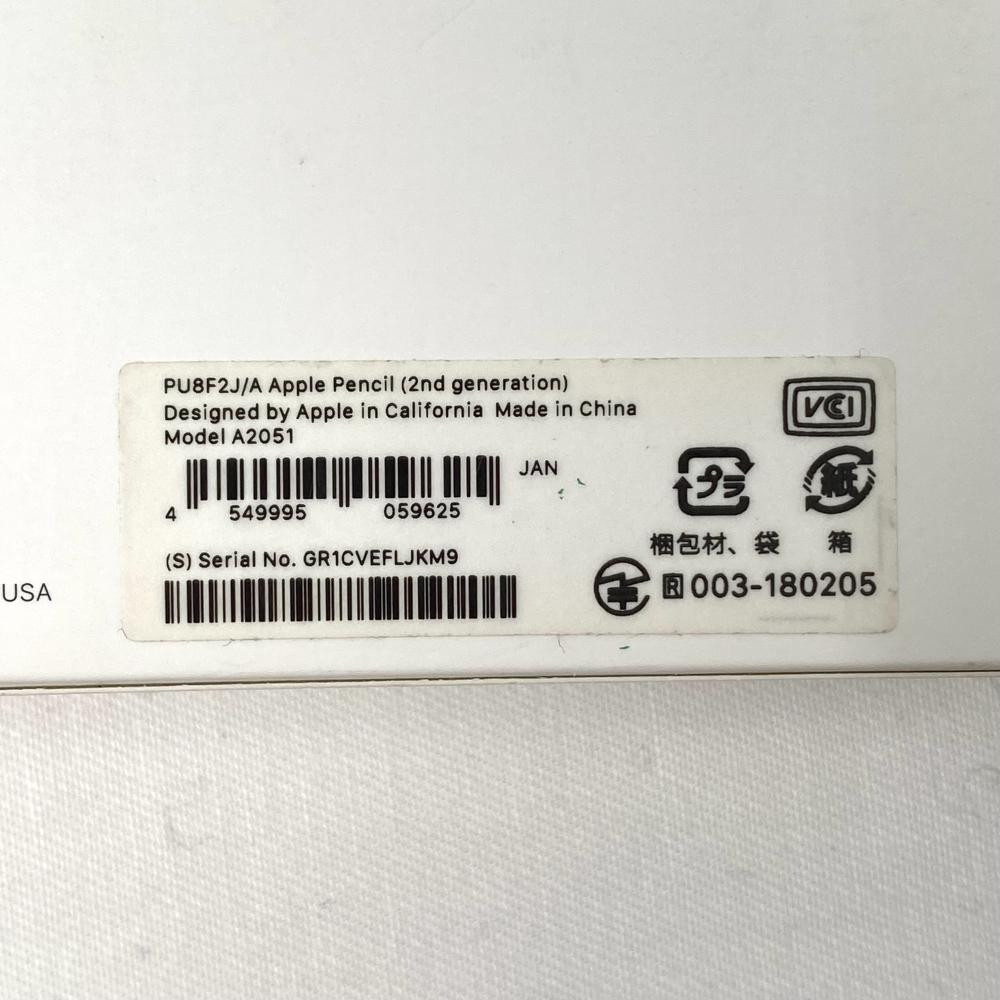 PU8F2J/A Apple Pencil (2nd generation)
Designed by Apple in California Made in China
Model A2051
VCCI
JAN
4 549995 059625
プラ
紙
梱包材、袋
箱
(S) Serial No. GR1CVEFLJKM9
R 003-180205
USA